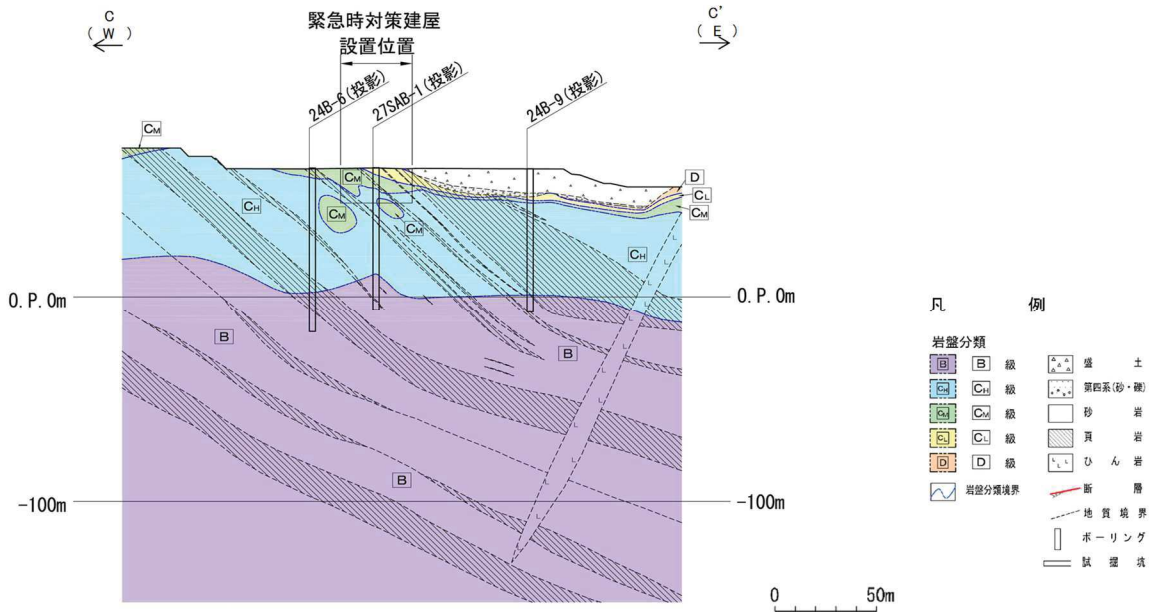 C
( W )
緊急時対策建屋
設置位置
C'
( E )
24B-6(投影)
27SAB-1(投影)
24B-9(投影)
CM
D
CL
CM
CH
CM
CM
CM
CH
O.P.0m
O.P.0m
B
B
B
-100m
-100m
凡 例
岩盤分類
B B 級
CH CH 級
CM CM 級
CL CL 級
D D 級
岩盤分類境界
盛 土
第四系(砂・礫)
砂 岩
頁 岩
ひ ん 岩
断 層
地 質 境 界
ボ ー リ ン グ
試 掘 坑
0 50m